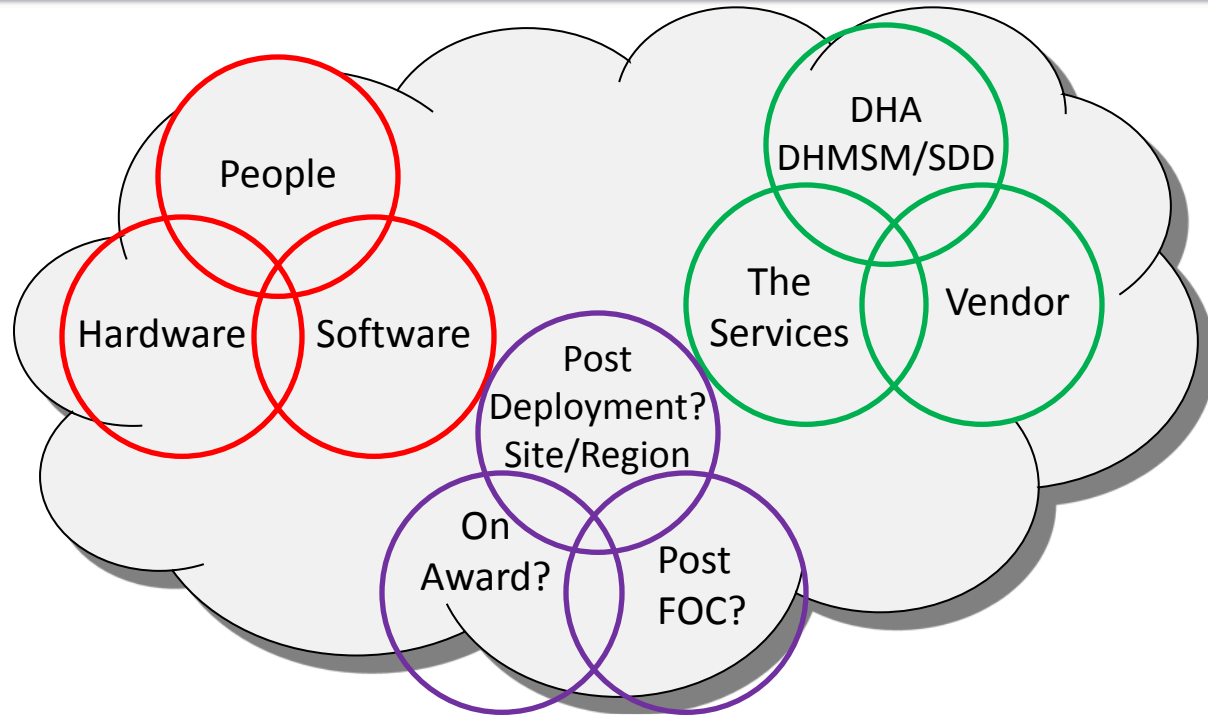 People
Hardware
Software
DHA
DHMSM/SDD
The
Services
Vendor
Post
Deployment?
Site/Region
On
Award?
Post
FOC?